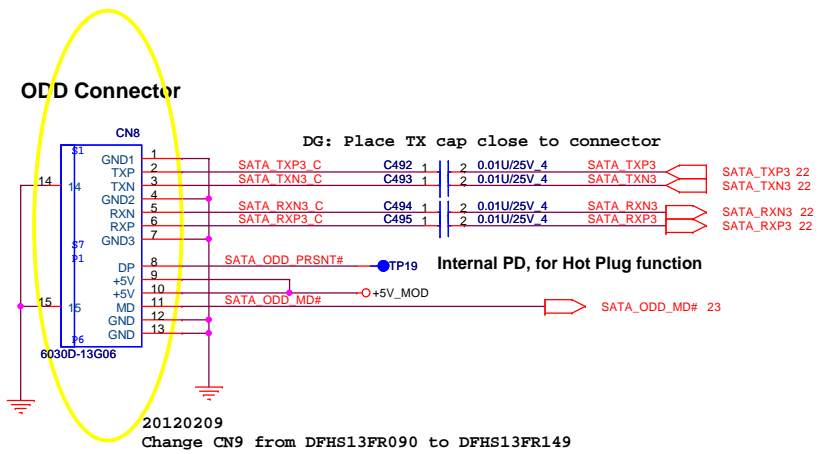 ODD Connector
CN8
DG: Place TX cap close to connector
S1
GND1 1
TXP 2 SATA_TXP3_C C492 1 2 0.01U/25V_4 SATA_TXP3 SATA_TXP3 22
14 14 TXN 3 SATA_TXN3_C C493 1 2 0.01U/25V_4 SATA_TXN3 SATA_TXN3 22
GND2 4
RXN 5 SATA_RXN3_C C494 1 2 0.01U/25V_4 SATA_RXN3 SATA_RXN3 22
RXP 6 SATA_RXP3_C C495 1 2 0.01U/25V_4 SATA_RXP3 SATA_RXP3 22
GND3 7
S7
P1
DP 8 SATA_ODD_PRSNT# TP19 Internal PD, for Hot Plug function
+5V 9
+5V 10 +5V_MOD
15 15 MD 11 SATA_ODD_MD# SATA_ODD_MD# 23
GND 12
GND 13
P6
6030D-13G06
20120209
Change CN9 from DFHS13FR090 to DFHS13FR149